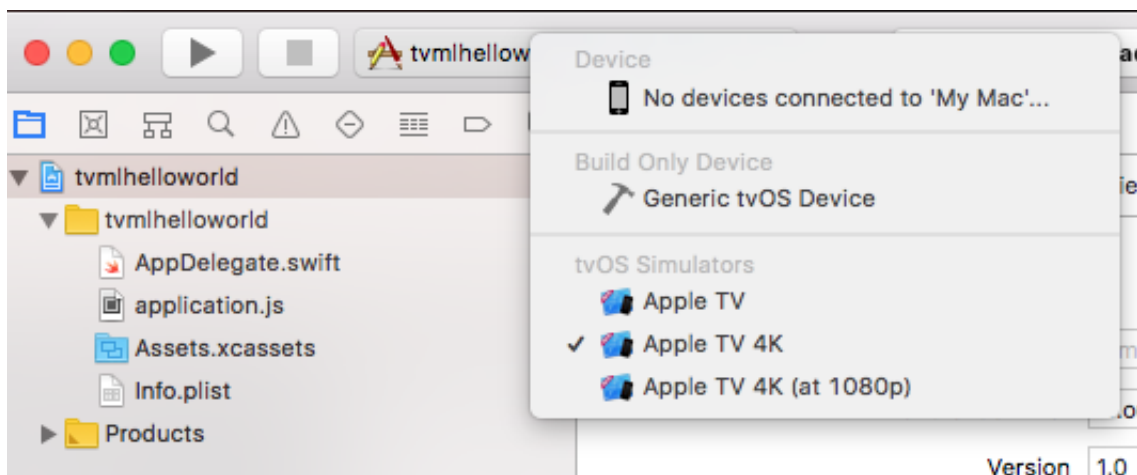 tvmlhellow
Device
No devices connected to 'My Mac'...
Build Only Device
Generic tvOS Device
tvOS Simulators
Apple TV
✓ Apple TV 4K
Apple TV 4K (at 1080p)
tvmlhelloworld
tvmlhelloworld
AppDelegate.swift
application.js
Assets.xcassets
Info.plist
Products
Version 1.0